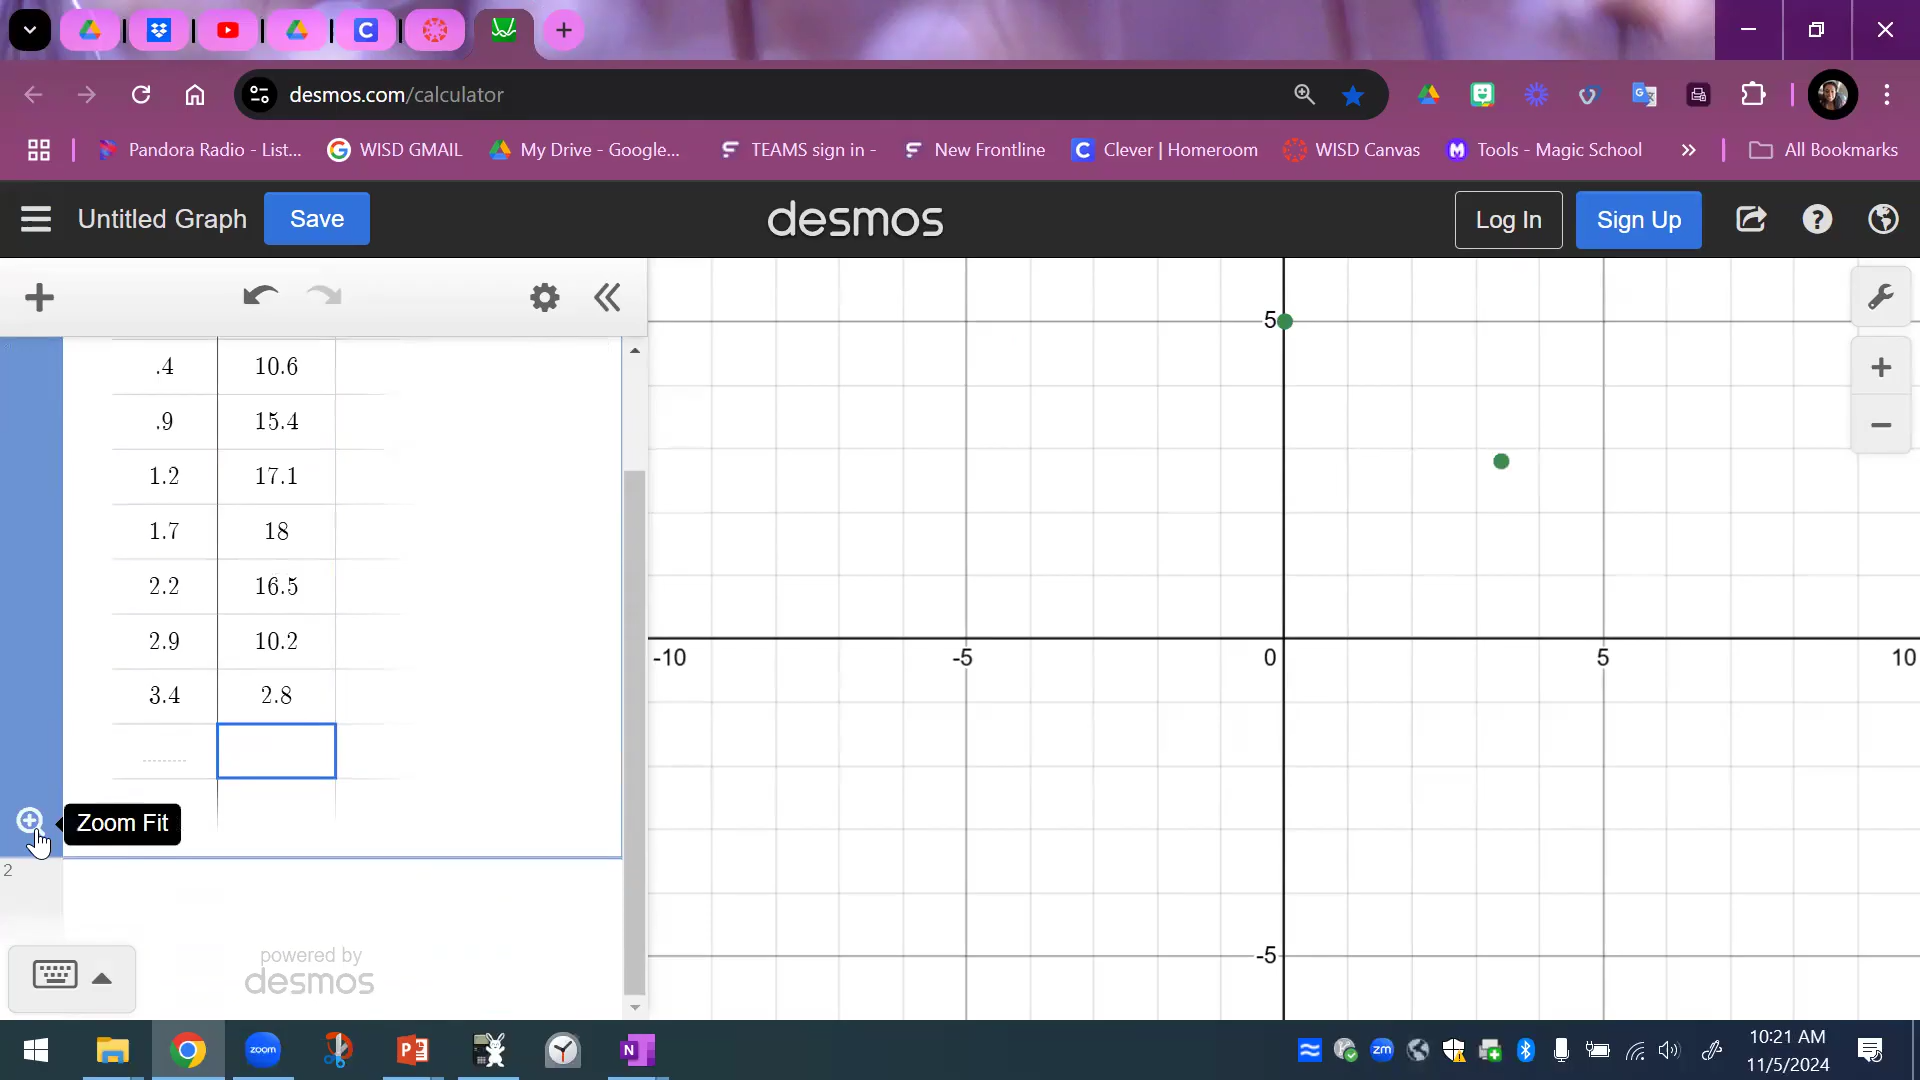 desmos.com/calculator
Pandora Radio - List... WISD GMAIL My Drive - Google... TEAMS sign in - New Frontline Clever | Homeroom WISD Canvas Tools - Magic School » All Bookmarks
Untitled Graph Save desmos Log In Sign Up
.4 10.6
.9 15.4
1.2 17.1
1.7 18
2.2 16.5
2.9 10.2
3.4 2.8
Zoom Fit
2
powered by
desmos
5
-10 -5 0 5 10
-5
zoom
zm
N
10:21 AM
11/5/2024